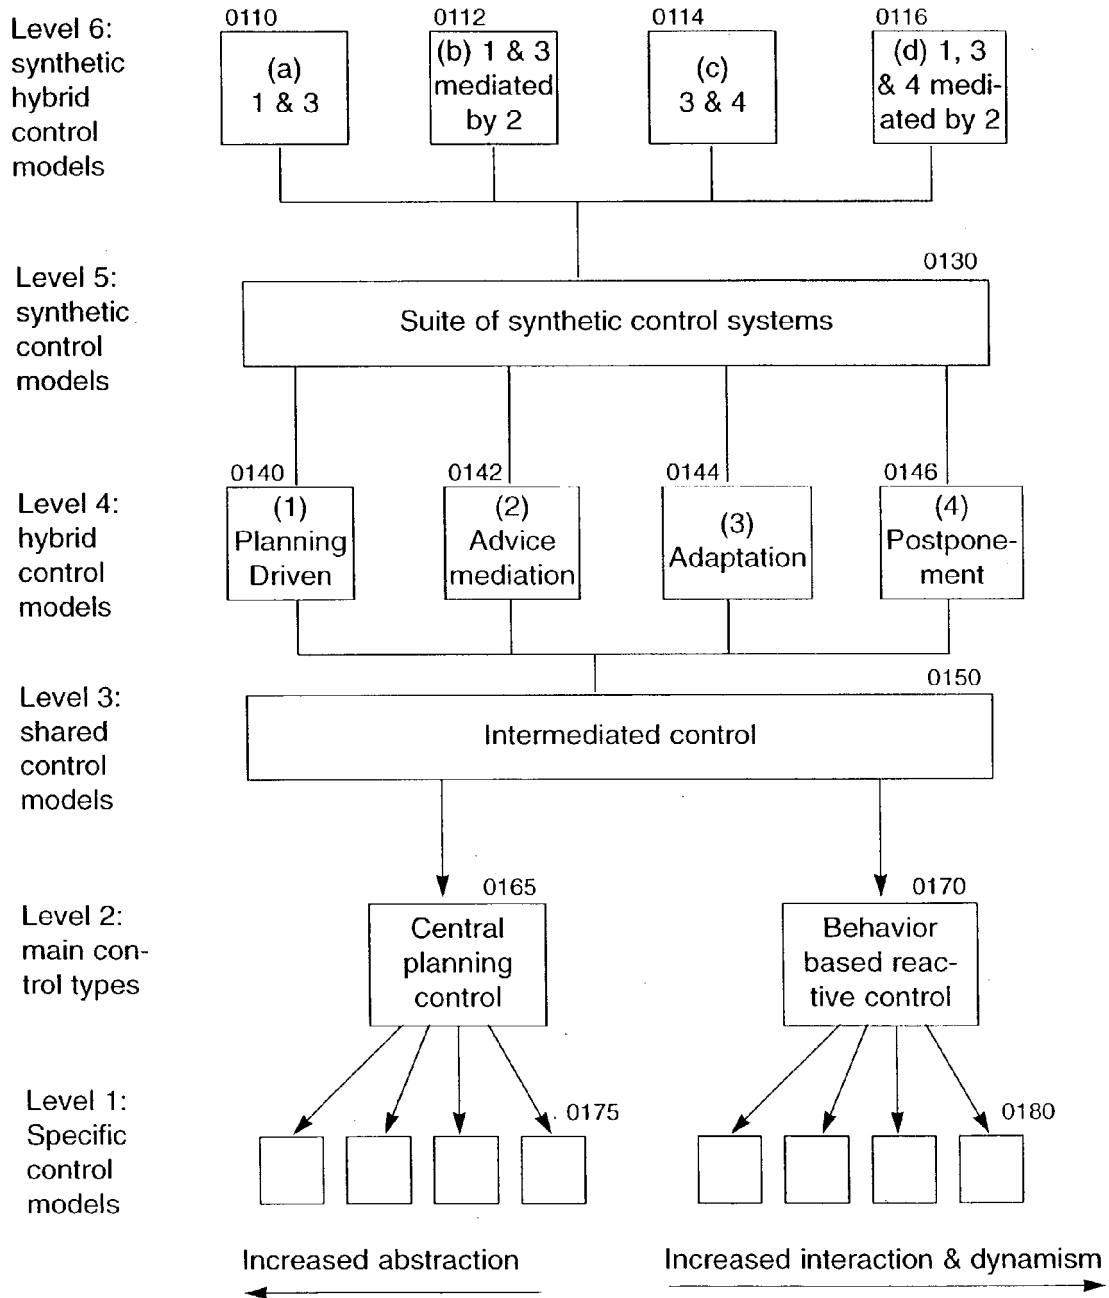 Level 6:
synthetic
hybrid
control
models
0110
(a)
1 & 3
0112
(b) 1 & 3
mediated
by 2
0114
(c)
3 & 4
0116
(d) 1, 3
& 4 medi-
ated by 2
Level 5:
synthetic
control
models
0130
Suite of synthetic control systems
Level 4:
hybrid
control
models
0140
(1)
Planning
Driven
0142
(2)
Advice
mediation
0144
(3)
Adaptation
0146
(4)
Postpone-
ment
Level 3:
shared
control
models
0150
Intermediated control
Level 2:
main con-
trol types
0165
Central
planning
control
0170
Behavior
based reac-
tive control
Level 1:
Specific
control
models
0175
0180
Increased abstraction
Increased interaction & dynamism